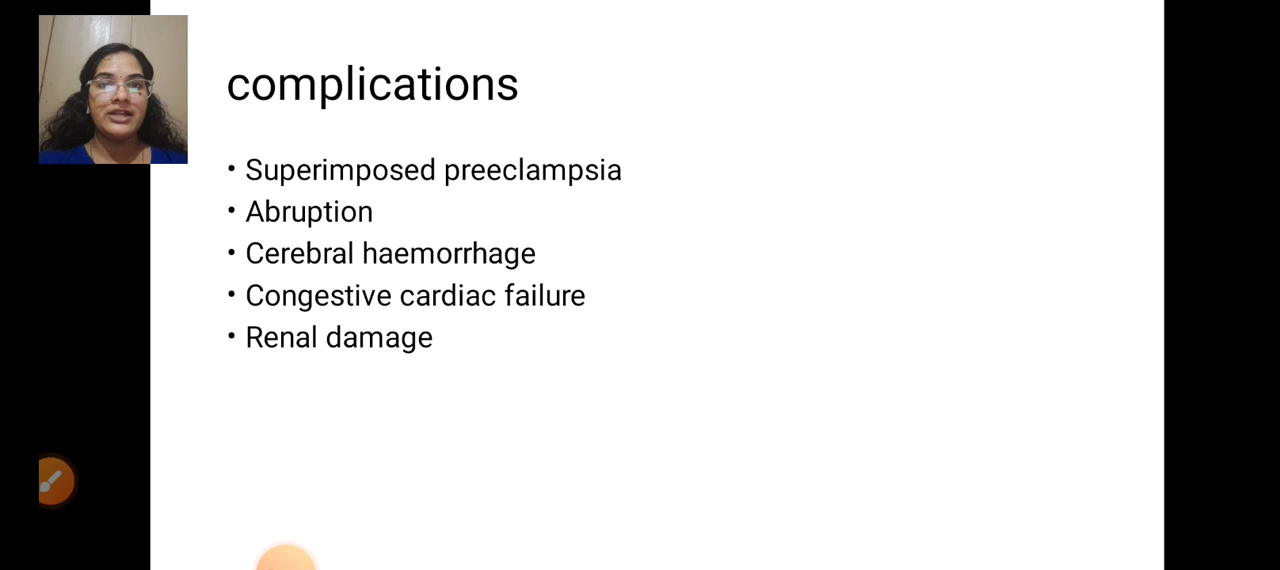 complications
• Superimposed preeclampsia
• Abruption
• Cerebral haemorrhage
• Congestive cardiac failure
• Renal damage